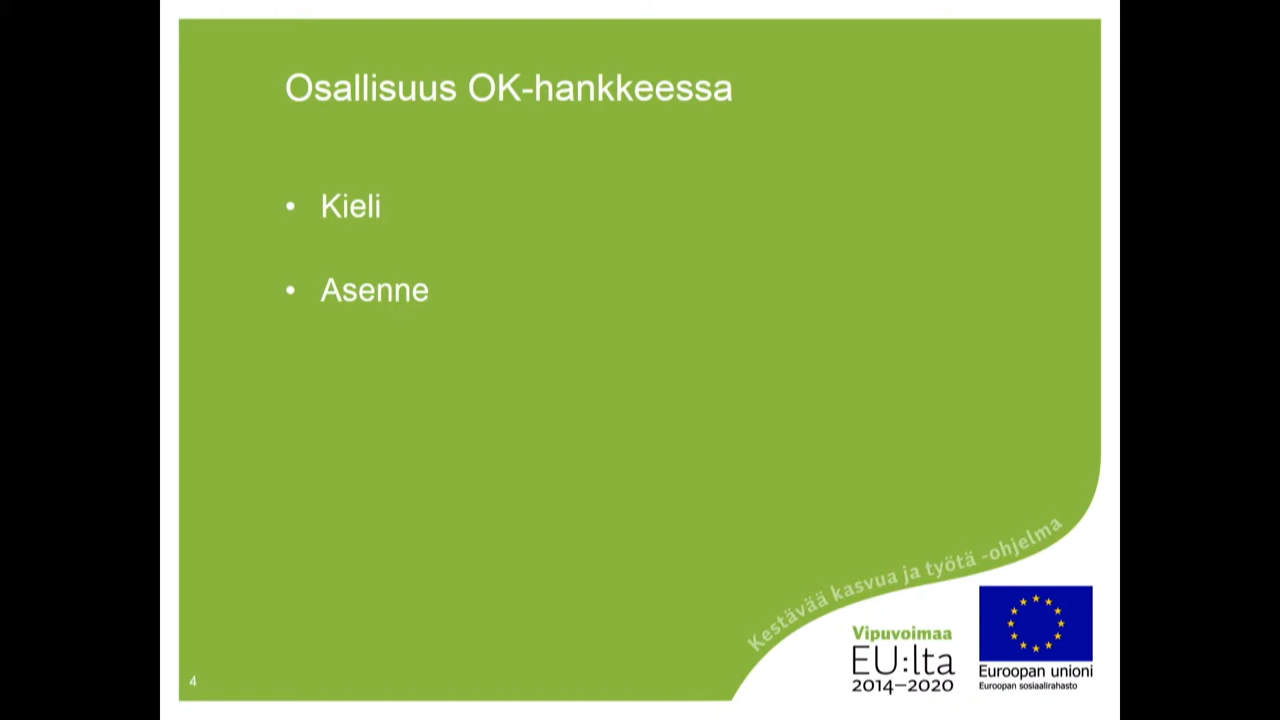 Osallisuus OK-hankkeessa
• Kieli
• Asenne
Kestävää kasvua ja työtä -ohjelma
Vipuvoimaa
EU:lta
2014–2020
Euroopan unioni
Euroopan sosiaalirahasto
4